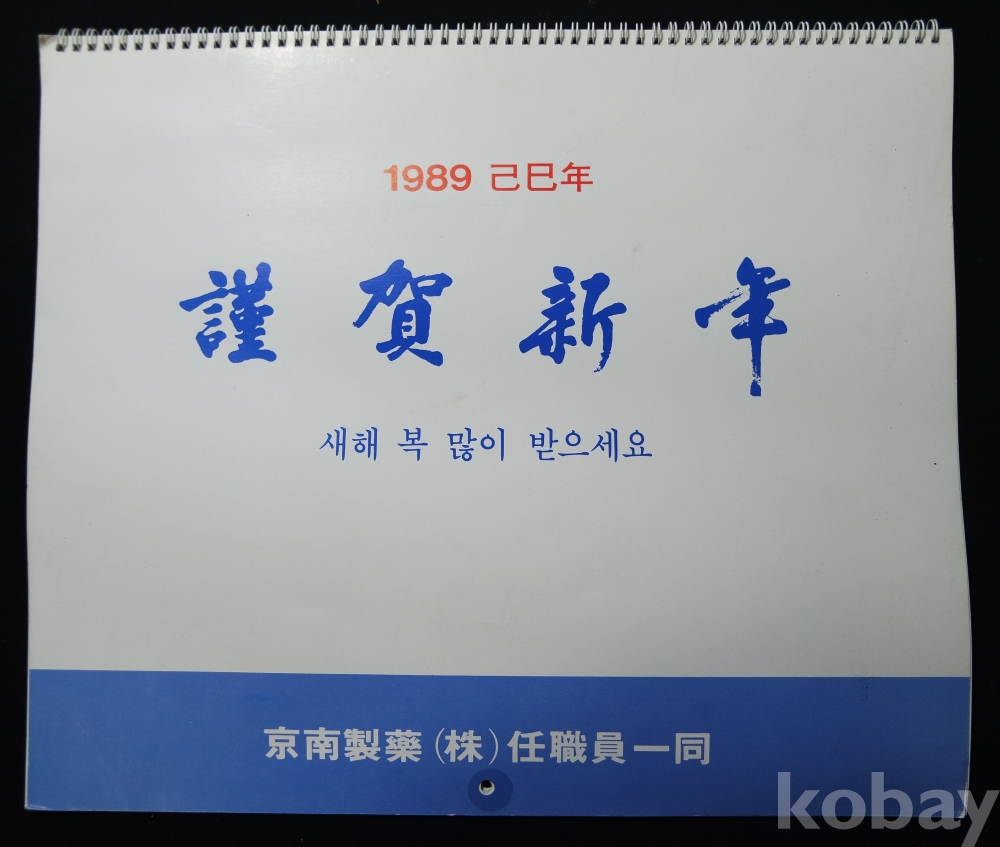 1989 己巳年
謹賀新年
새해 복 많이 받으세요
京南製藥(株)任職員一同
kobay